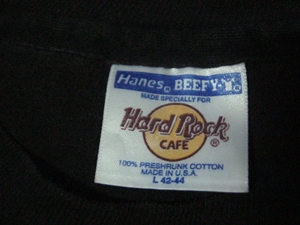 Hanes® BEEFY-T®
MADE SPECIALLY FOR
Hard Rock
CAFE ®
100% PRESHRUNK COTTON
MADE IN U.S.A.
L 42-44